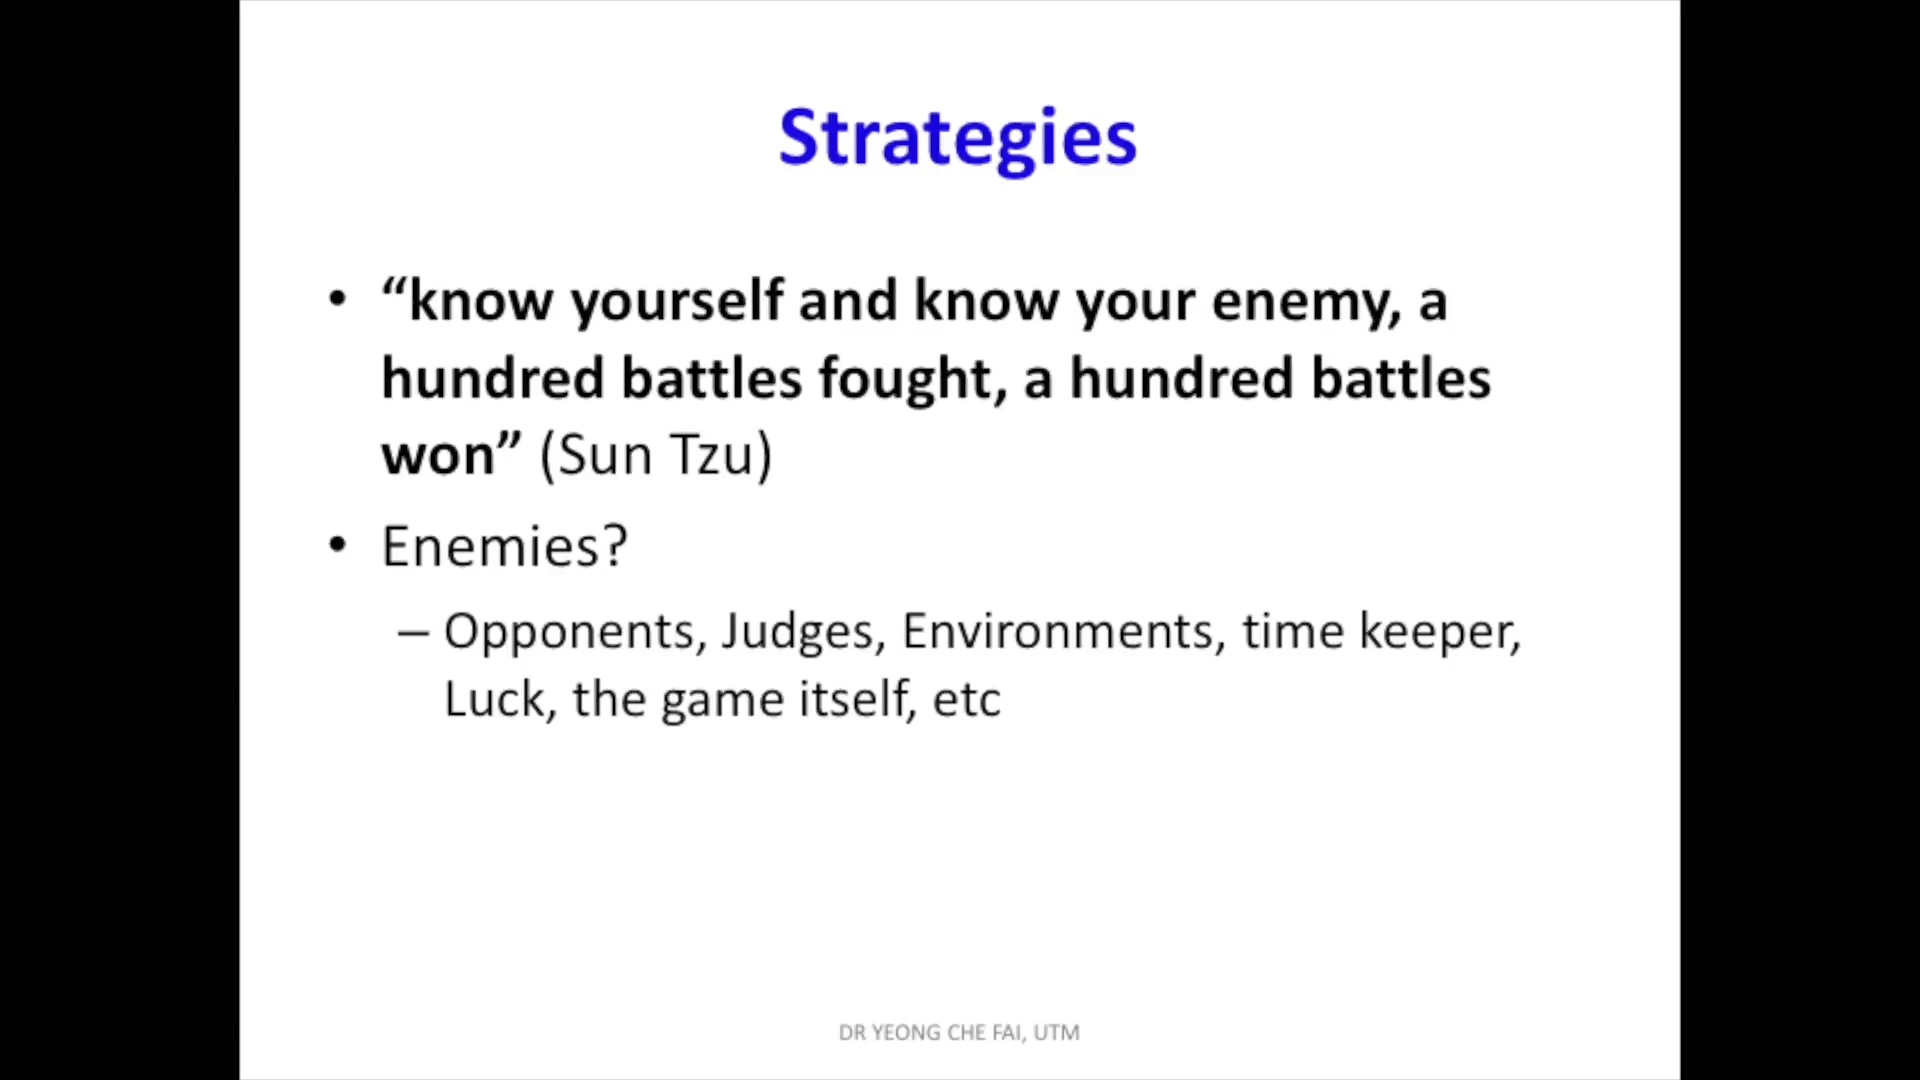 Strategies
• “know yourself and know your enemy, a
hundred battles fought, a hundred battles
won” (Sun Tzu)
• Enemies?
– Opponents, Judges, Environments, time keeper,
Luck, the game itself, etc
DR YEONG CHE FAI, UTM